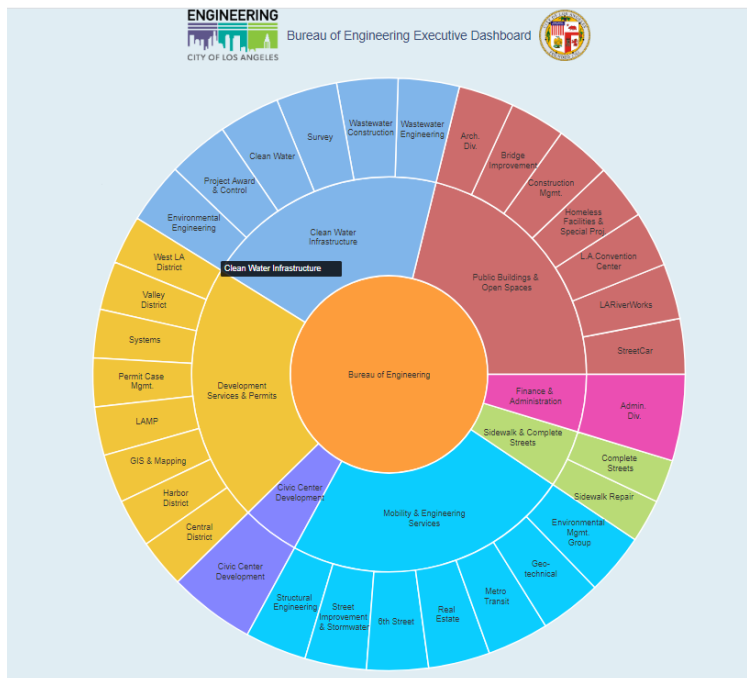 ENGINEERING
CITY OF LOS ANGELES
Bureau of Engineering Executive Dashboard
Wastewater
Construction
Wastewater
Engineering
Survey
Clean Water
Project Award
& Control
Environmental
Engineering
Clean Water
Infrastructure
Clean Water Infrastructure
Arch.
Div.
Bridge
Improvement
Construction
Mgmt.
Homeless
Facilities &
Special Proj.
L.A.Convention
Center
LARiverWorks
StreetCar
Public Buildings &
Open Spaces
West LA
District
Valley
District
Systems
Permit Case
Mgmt.
LAMP
GIS & Mapping
Harbor
District
Central
District
Development
Services & Permits
Bureau of Engineering
Finance &
Administration
Admin.
Div.
Sidewalk & Complete
Streets
Complete
Streets
Sidewalk Repair
Civic Center
Development
Civic Center
Development
Mobility & Engineering
Services
Environmental
Mgmt.
Group
Geo-
technical
Metro
Transit
Real
Estate
6th Street
Street
Improvement
& Stormwater
Structural
Engineering